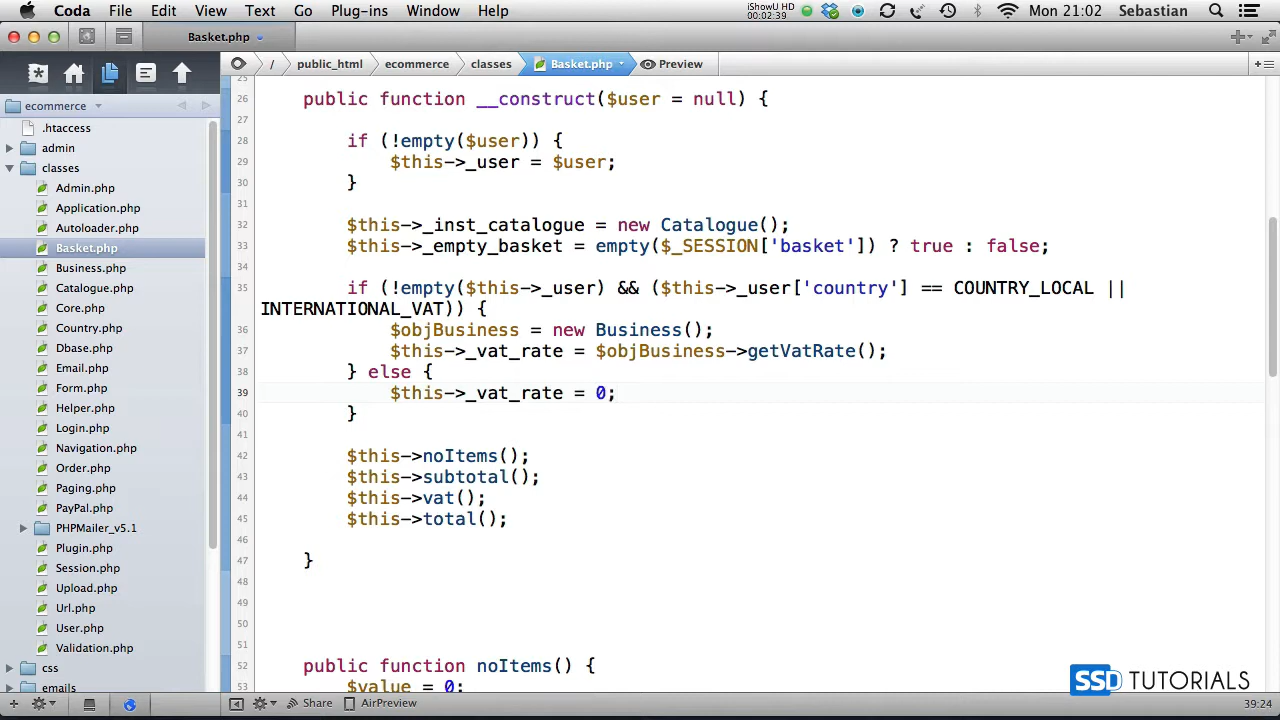 Coda File Edit View Text Go Plug-ins Window Help iShowU HD 00:02:39 Mon 21:02 Sebastian
Basket.php
/ public_html ecommerce classes Basket.php Preview
ecommerce
.htaccess
admin
classes
Admin.php
Application.php
Autoloader.php
Basket.php
Business.php
Catalogue.php
Core.php
Country.php
Dbase.php
Email.php
Form.php
Helper.php
Login.php
Navigation.php
Order.php
Paging.php
PayPal.php
PHPMailer_v5.1
Plugin.php
Session.php
Upload.php
Url.php
User.php
Validation.php
css
emails
25
26 public function __construct($user = null) {
27
28 if (!empty($user)) {
29 $this->_user = $user;
30 }
31
32 $this->_inst_catalogue = new Catalogue();
33 $this->_empty_basket = empty($_SESSION['basket']) ? true : false;
34
35 if (!empty($this->_user) && ($this->_user['country'] == COUNTRY_LOCAL ||
INTERNATIONAL_VAT)) {
36 $objBusiness = new Business();
37 $this->_vat_rate = $objBusiness->getVatRate();
38 } else {
39 $this->_vat_rate = 0;
40 }
41
42 $this->noItems();
43 $this->subtotal();
44 $this->vat();
45 $this->total();
46
47 }
48
49
50
51
52 public function noItems() {
53 $value = 0;
SSD TUTORIALS
Share AirPreview 39:24